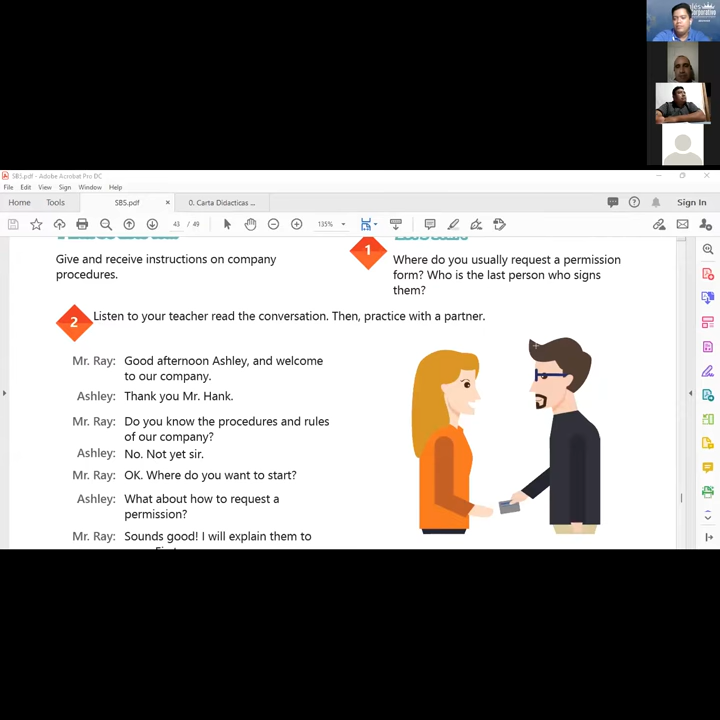 Corporativo
SBS.pdf - Adobe Acrobat Pro DC
File Edit View Sign Window Help
Home Tools SBS.pdf × 0. Carta Didacticas ... Sign In
43 / 49 135%
Give and receive instructions on company
procedures.
1
Where do you usually request a permission
form? Who is the last person who signs
them?
2 Listen to your teacher read the conversation. Then, practice with a partner.
Mr. Ray: Good afternoon Ashley, and welcome
to our company.
Ashley: Thank you Mr. Hank.
Mr. Ray: Do you know the procedures and rules
of our company?
Ashley: No. Not yet sir.
Mr. Ray: OK. Where do you want to start?
Ashley: What about how to request a
permission?
Mr. Ray: Sounds good! I will explain them to